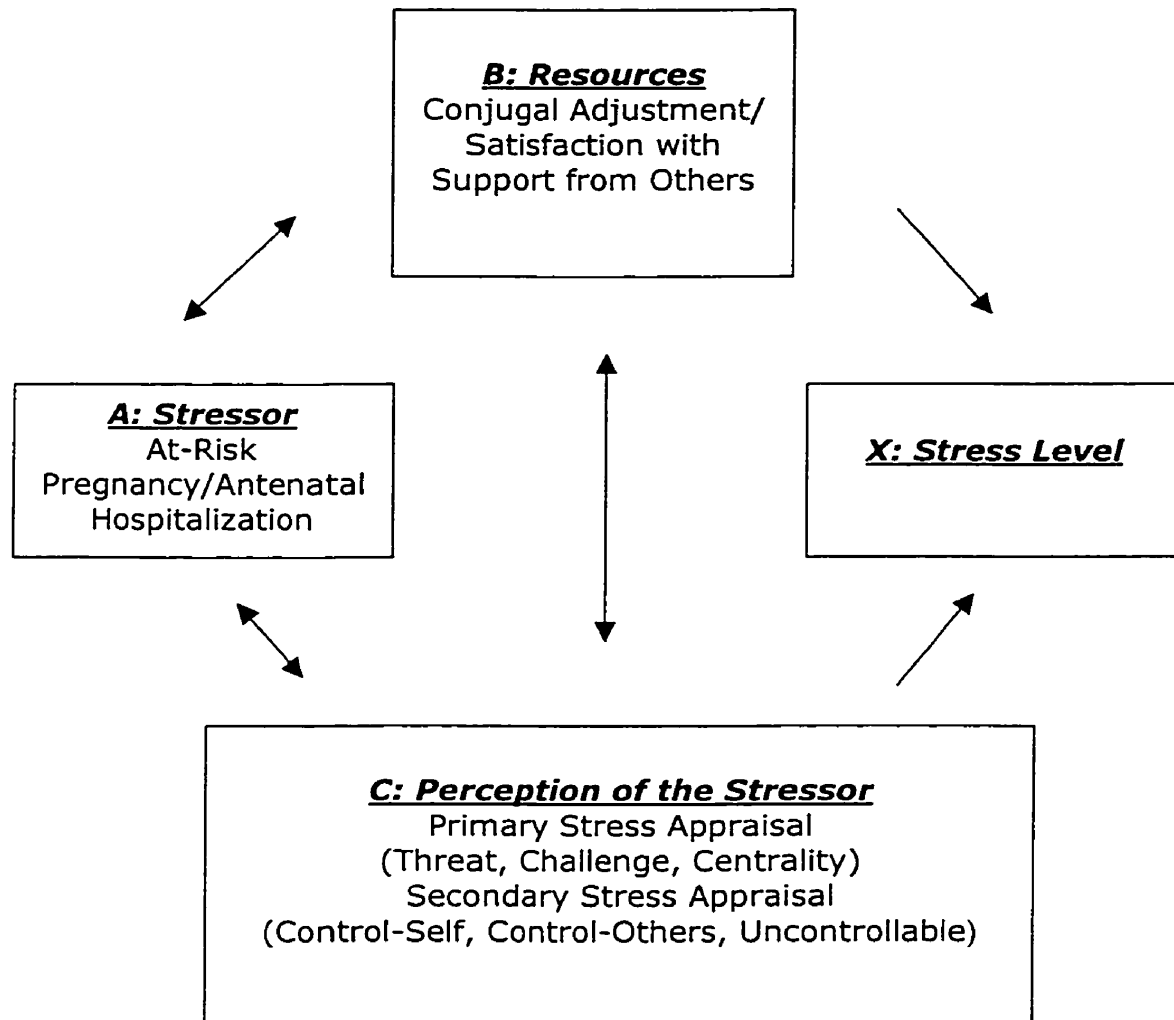 B: Resources
Conjugal Adjustment/
Satisfaction with
Support from Others
A: Stressor
At-Risk
Pregnancy/Antenatal
Hospitalization
X: Stress Level
C: Perception of the Stressor
Primary Stress Appraisal
(Threat, Challenge, Centrality)
Secondary Stress Appraisal
(Control-Self, Control-Others, Uncontrollable)